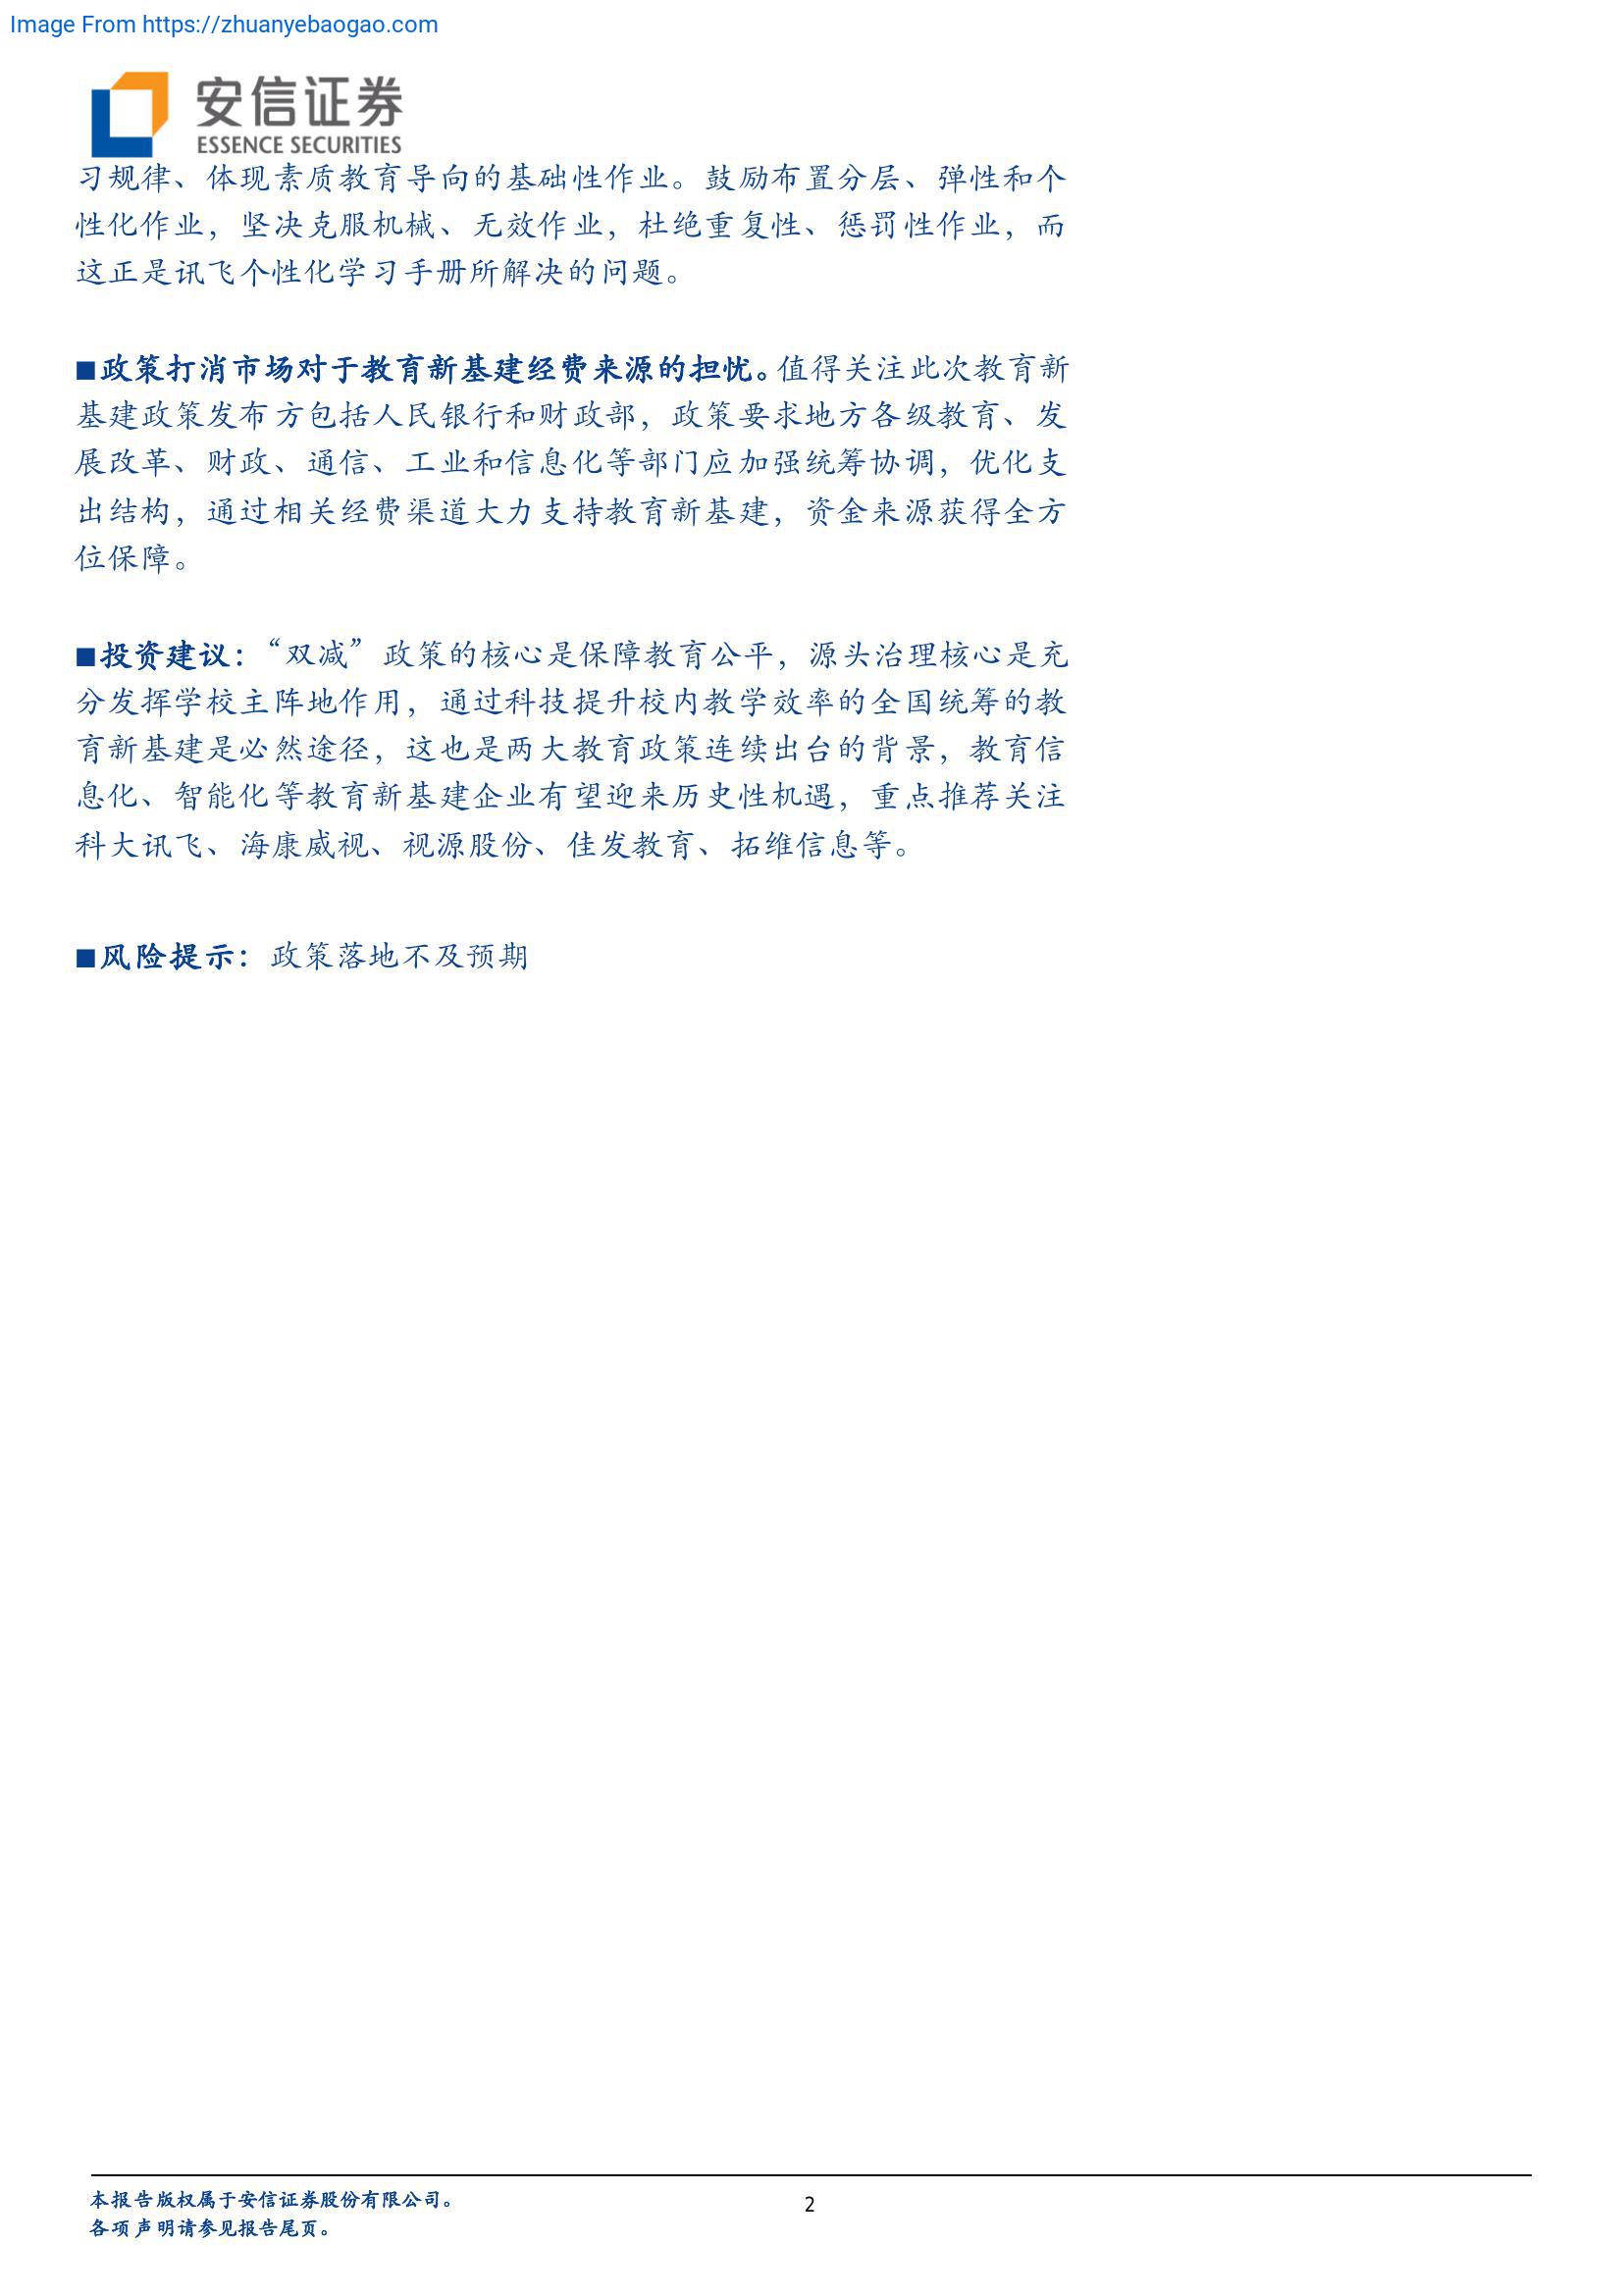 Image From https://zhuanyebaogao.com
安信证券
ESSENCE SECURITIES
习规律、体现素质教育导向的基础性作业。鼓励布置分层、弹性和个
性化作业，坚决克服机械、无效作业，杜绝重复性、惩罚性作业，而
这正是讯飞个性化学习手册所解决的问题。
■政策打消市场对于教育新基建经费来源的担忧。值得关注此次教育新
基建政策发布方包括人民银行和财政部，政策要求地方各级教育、发
展改革、财政、通信、工业和信息化等部门应加强统筹协调，优化支
出结构，通过相关经费渠道大力支持教育新基建，资金来源获得全方
位保障。
■投资建议：“双减”政策的核心是保障教育公平，源头治理核心是充
分发挥学校主阵地作用，通过科技提升校内教学效率的全国统筹的教
育新基建是必然途径，这也是两大教育政策连续出台的背景，教育信
息化、智能化等教育新基建企业有望迎来历史性机遇，重点推荐关注
科大讯飞、海康威视、视源股份、佳发教育、拓维信息等。
■风险提示：政策落地不及预期
本报告版权属于安信证券股份有限公司。
各项声明请参见报告尾页。
2